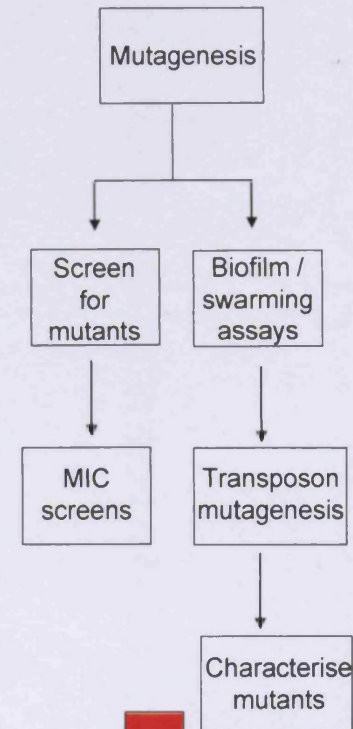 Mutagenesis
Screen
for
mutants
Biofilm /
swarming
assays
MIC
screens
Transposon
mutagenesis
Characterise
mutants